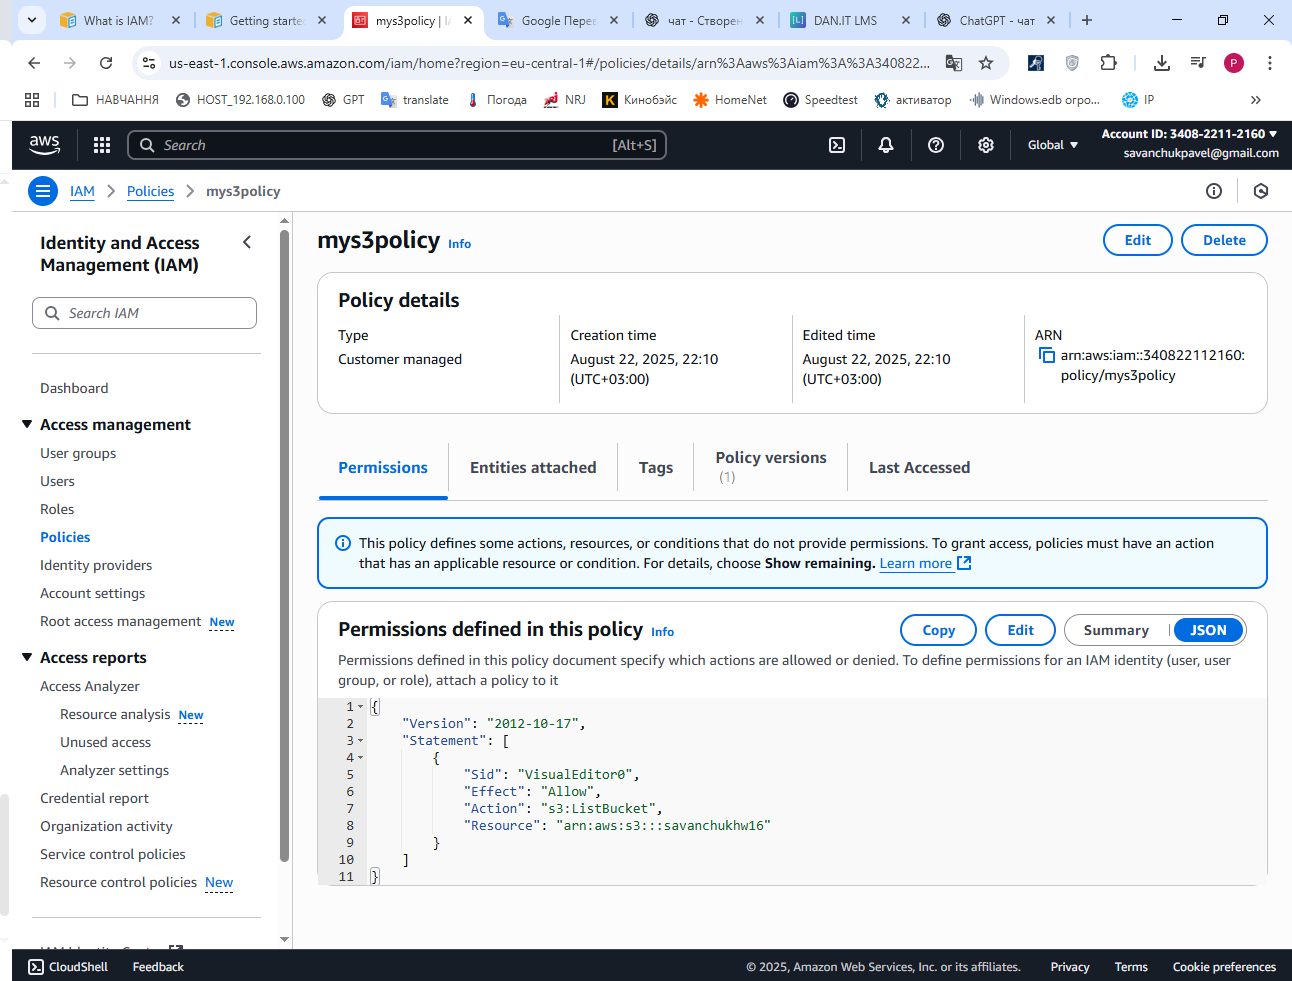 What is IAM?
Getting starte
mys3policy | IA
Google Перев
чат - Створен
DAN.IT LMS
ChatGPT - чат
us-east-1.console.aws.amazon.com/iam/home?region=eu-central-1#/policies/details/arn%3Aaws%3Aiam%3A%3A340822...
НАВЧАННЯ
HOST_192.168.0.100
GPT
translate
Погода
NRJ
Кинобэйс
HomeNet
Speedtest
активатор
Windows.edb огро...
IP
aws
Search [Alt+S]
Global
Account ID: 3408-2211-2160
savanchukpavel@gmail.com
IAM
Policies
mys3policy
Identity and Access
Management (IAM)
Search IAM
Dashboard
Access management
User groups
Users
Roles
Policies
Identity providers
Account settings
Root access management New
Access reports
Access Analyzer
Resource analysis New
Unused access
Analyzer settings
Credential report
Organization activity
Service control policies
Resource control policies New
mys3policy Info
Edit
Delete
Policy details
Type
Customer managed
Creation time
August 22, 2025, 22:10
(UTC+03:00)
Edited time
August 22, 2025, 22:10
(UTC+03:00)
ARN
arn:aws:iam::340822112160:
policy/mys3policy
Permissions
Entities attached
Tags
Policy versions
(1)
Last Accessed
This policy defines some actions, resources, or conditions that do not provide permissions. To grant access, policies must have an action
that has an applicable resource or condition. For details, choose Show remaining. Learn more
Permissions defined in this policy Info
Copy
Edit
Summary
JSON
Permissions defined in this policy document specify which actions are allowed or denied. To define permissions for an IAM identity (user, user
group, or role), attach a policy to it
1 {
2 "Version": "2012-10-17",
3 "Statement": [
4 {
5 "Sid": "VisualEditor0",
6 "Effect": "Allow",
7 "Action": "s3:ListBucket",
8 "Resource": "arn:aws:s3:::savanchukhw16"
9 }
10 ]
11 }
CloudShell
Feedback
© 2025, Amazon Web Services, Inc. or its affiliates.
Privacy
Terms
Cookie preferences